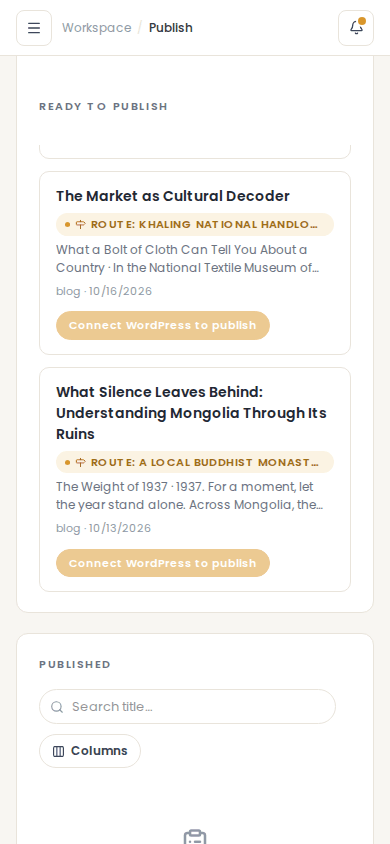 Workspace / Publish
READY TO PUBLISH
The Market as Cultural Decoder
ROUTE: KHALING NATIONAL HANDLO…
What a Bolt of Cloth Can Tell You About a
Country · In the National Textile Museum of…
blog · 10/16/2026
Connect WordPress to publish
What Silence Leaves Behind:
Understanding Mongolia Through Its
Ruins
ROUTE: A LOCAL BUDDHIST MONAST…
The Weight of 1937 · 1937. For a moment, let
the year stand alone. Across Mongolia, the…
blog · 10/13/2026
Connect WordPress to publish
PUBLISHED
Search title…
Columns